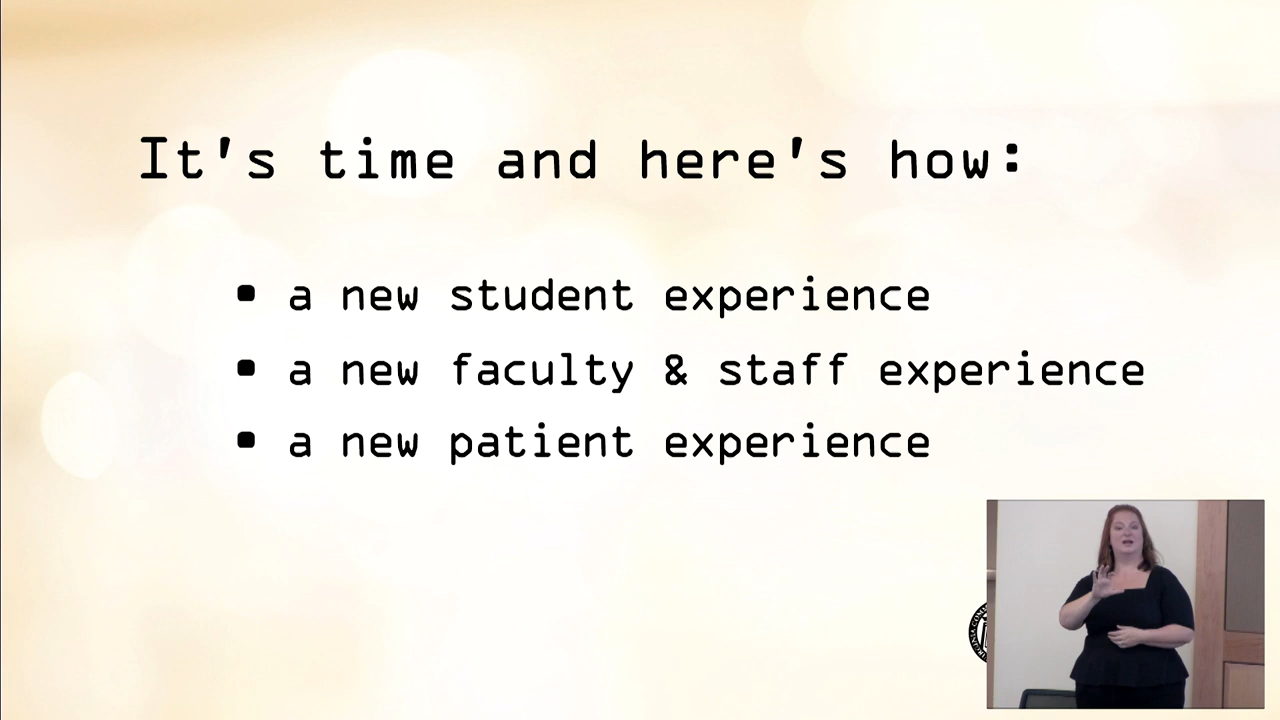 It's time and here's how:
▪ a new student experience
▪ a new faculty & staff experience
▪ a new patient experience